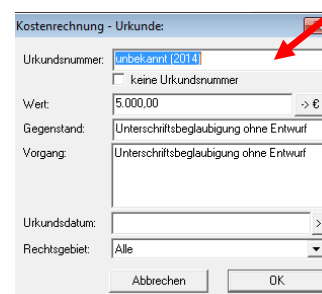 Kostenrechnung - Urkunde:
Urkundsnummer: unbekannt (2014)
keine Urkundsnummer
Wert: 5.000,00 -> €
Gegenstand: Unterschriftsbeglaubigung ohne Entwurf
Vorgang: Unterschriftsbeglaubigung ohne Entwurf
Urkundsdatum: >
Rechtsgebiet: Alle
Abbrechen OK